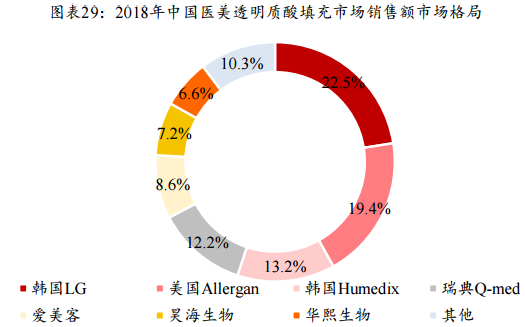 图表29：2018年中国医美透明质酸填充市场销售额市场格局
10.3%
22.5%
6.6%
7.2%
8.6%
19.4%
12.2%
13.2%
韩国LG 美国Allergan 韩国Humedix 瑞典Q-med
爱美客 昊海生物 华熙生物 其他